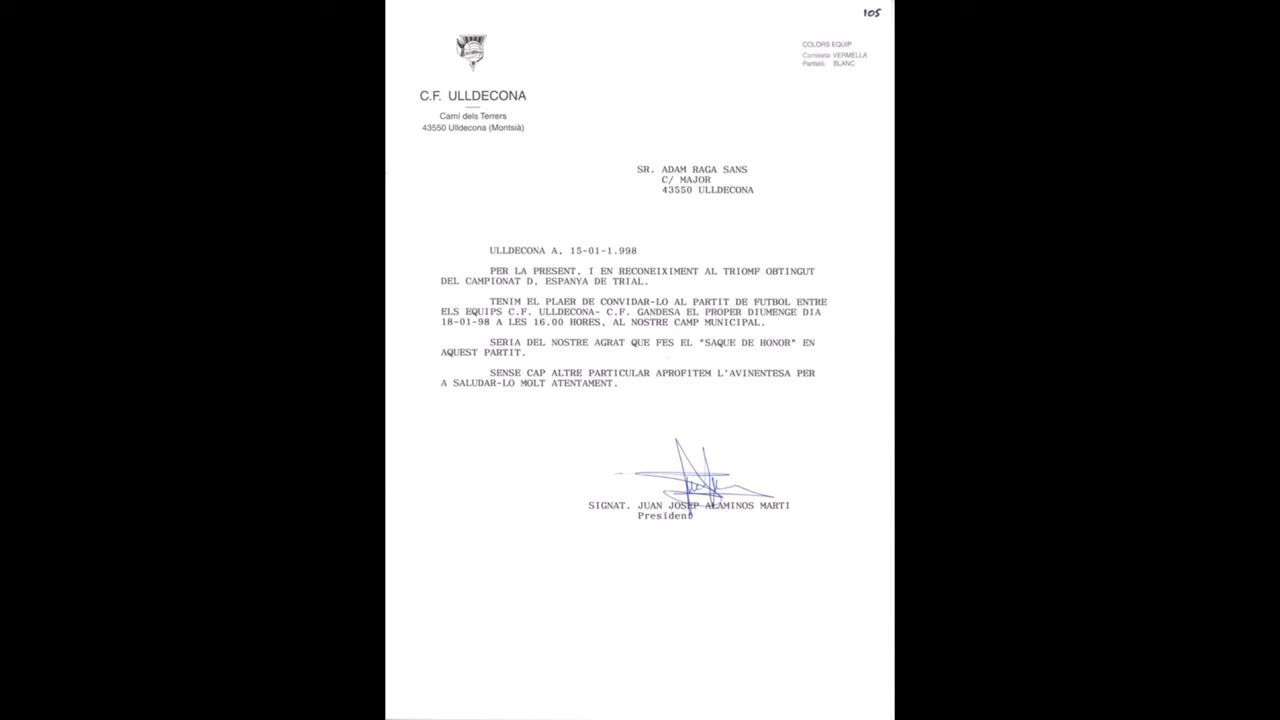 105
COLORS EQUIP
Camiseta: VERMELLA
Pantaló: BLANC
C.F. ULLDECONA
Camí dels Terrers
43550 Ulldecona (Montsià)
SR. ADAM RAGA SANS
C/ MAJOR
43550 ULLDECONA
ULLDECONA A, 15-01-1.998
PER LA PRESENT, I EN RECONEIXIMENT AL TRIOMF OBTINGUT
DEL CAMPIONAT D, ESPANYA DE TRIAL.
TENIM EL PLAER DE CONVIDAR-LO AL PARTIT DE FUTBOL ENTRE
ELS EQUIPS C.F. ULLDECONA- C.F. GANDESA EL PROPER DIUMENGE DIA
18-01-98 A LES 16.00 HORES, AL NOSTRE CAMP MUNICIPAL.
SERIA DEL NOSTRE AGRAT QUE FES EL "SAQUE DE HONOR" EN
AQUEST PARTIT.
SENSE CAP ALTRE PARTICULAR APROFITEM L'AVINENTESA PER
A SALUDAR-LO MOLT ATENTAMENT.
SIGNAT. JUAN JOSEP ALAMINOS MARTI
President